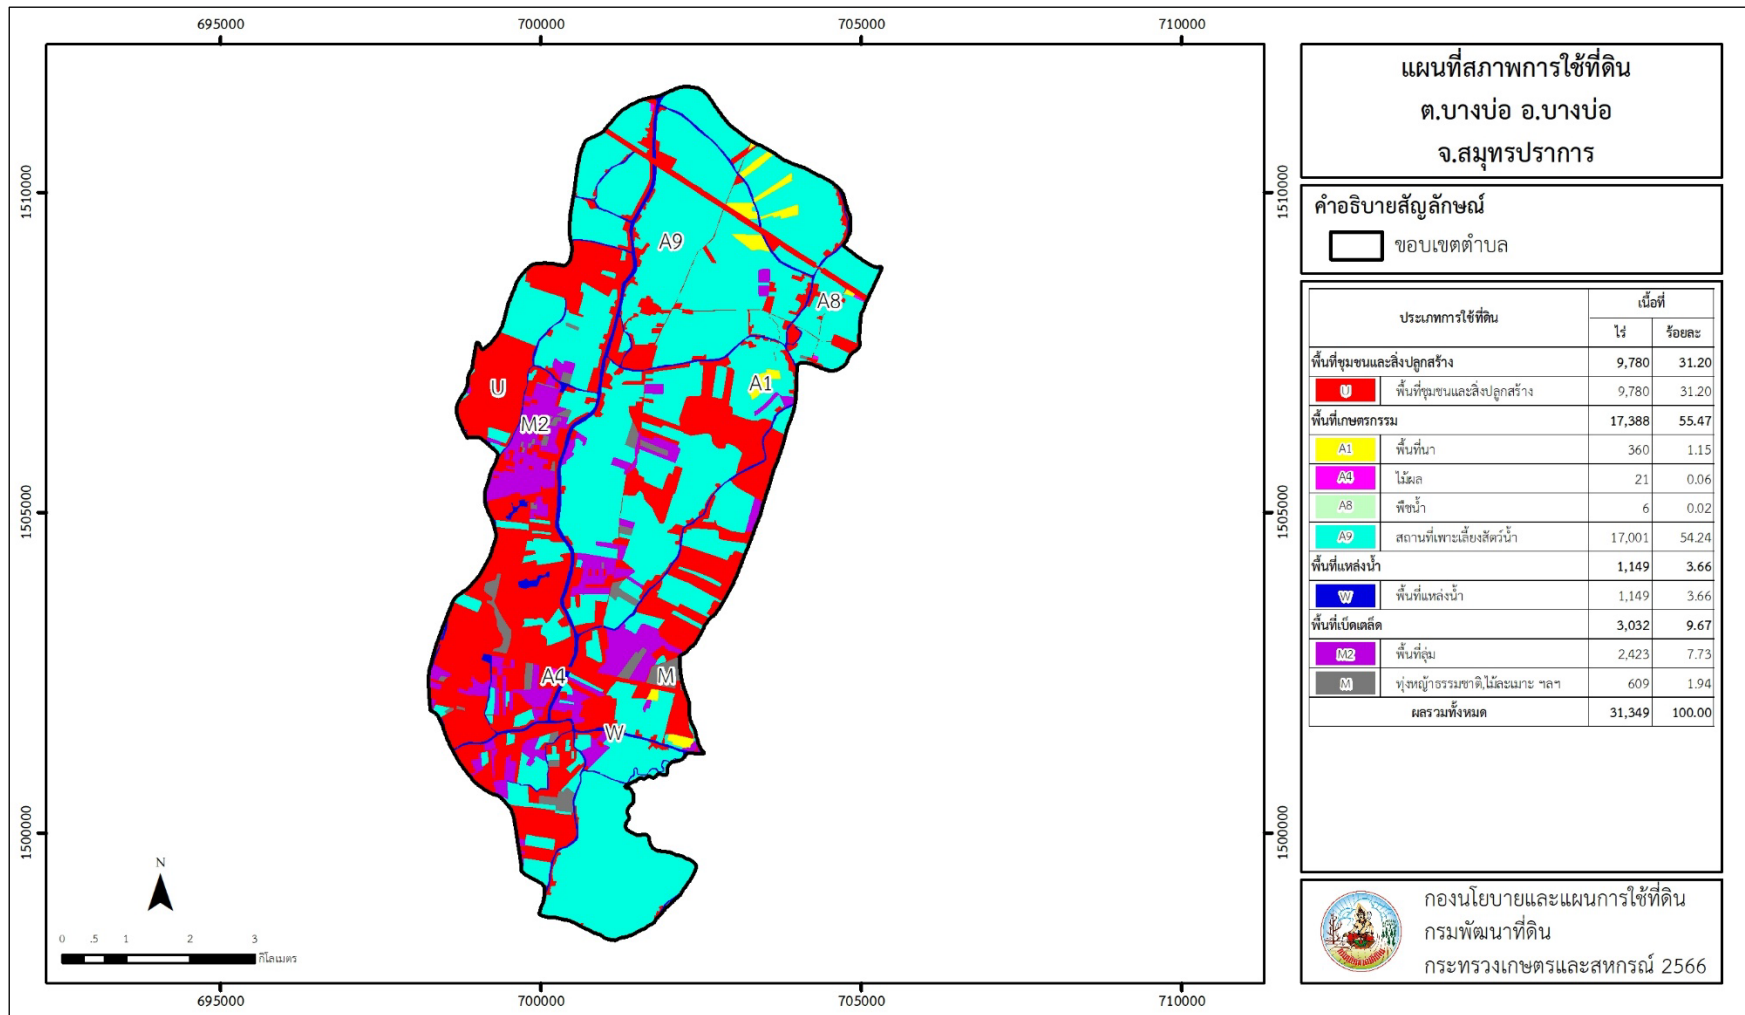 695000
700000
705000
710000
แผนที่สภาพการใช้ที่ดิน
ต.บางบ่อ อ.บางบ่อ
จ.สมุทรปราการ
คำอธิบายสัญลักษณ์
ขอบเขตตำบล
ประเภทการใช้ที่ดิน เนื้อที่
ไร่ ร้อยละ
พื้นที่ชุมชนและสิ่งปลูกสร้าง 9,780 31.20
U พื้นที่ชุมชนและสิ่งปลูกสร้าง 9,780 31.20
พื้นที่เกษตรกรรม 17,388 55.47
A1 พื้นที่นา 360 1.15
A4 ไม้ผล 21 0.06
A8 พืชน้ำ 6 0.02
A9 สถานที่เพาะเลี้ยงสัตว์น้ำ 17,001 54.24
พื้นที่แหล่งน้ำ 1,149 3.66
W พื้นที่แหล่งน้ำ 1,149 3.66
พื้นที่เบ็ดเตล็ด 3,032 9.67
M2 พื้นที่ลุ่ม 2,423 7.73
M ทุ่งหญ้าธรรมชาติ,ไม้ละเมาะ ฯลฯ 609 1.94
ผลรวมทั้งหมด 31,349 100.00
กองนโยบายและแผนการใช้ที่ดิน
กรมพัฒนาที่ดิน
กระทรวงเกษตรและสหกรณ์ 2566
1510000
1510000
1505000
1505000
1500000
1500000
A9
A8
A1
U
M2
A4
M
W
N
0 .5 1 2 3
กิโลเมตร
695000
700000
705000
710000